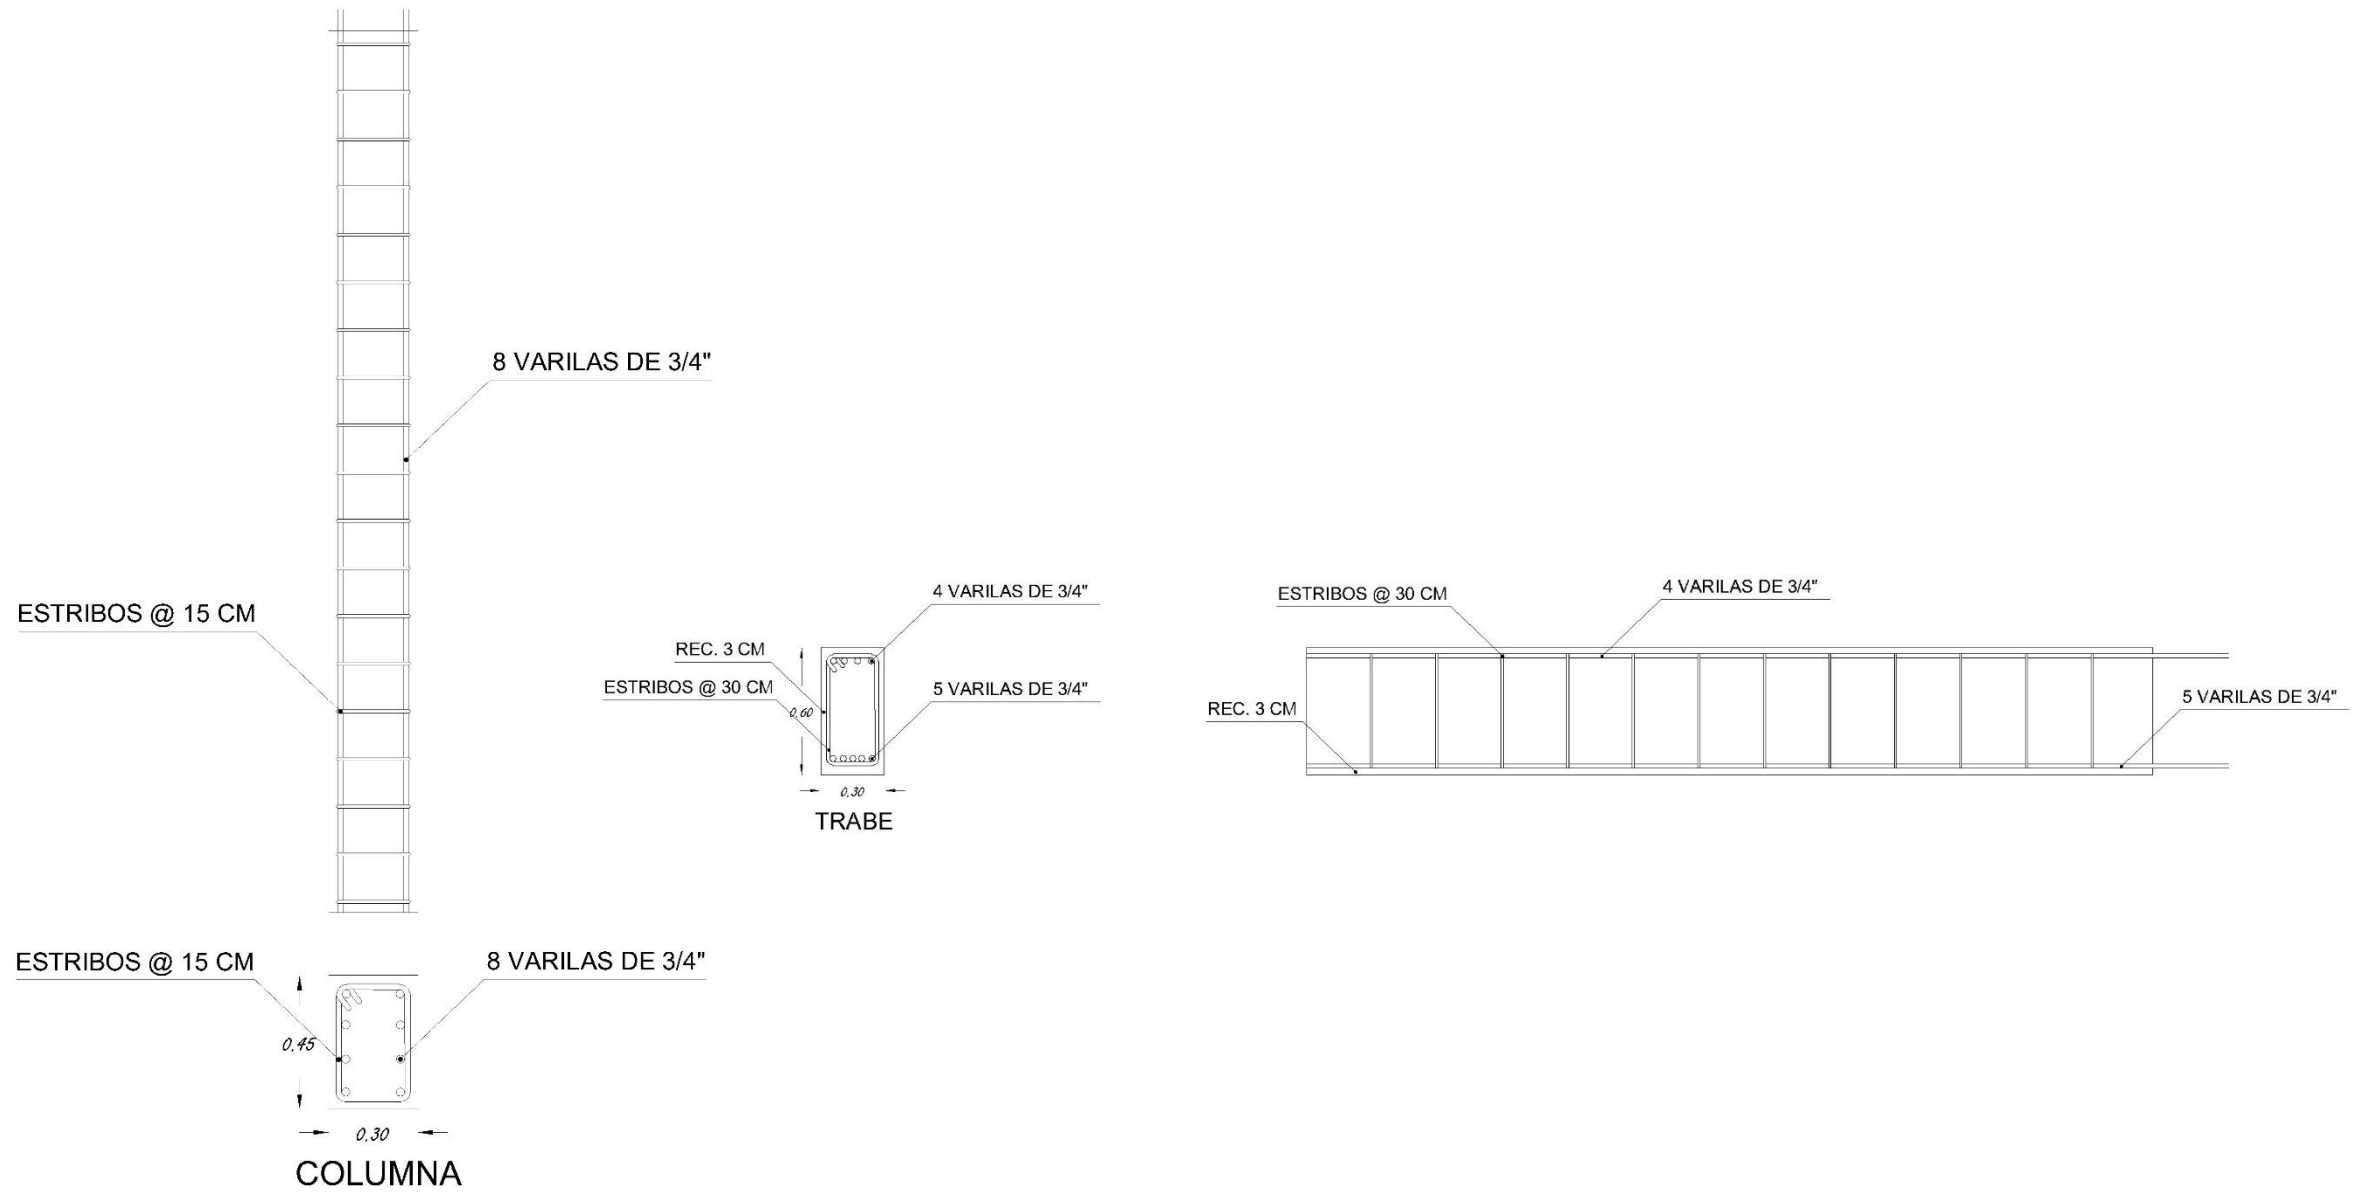 8 VARILAS DE 3/4"
ESTRIBOS @ 15 CM
ESTRIBOS @ 15 CM
8 VARILAS DE 3/4"
0,45
0,30
COLUMNA
4 VARILAS DE 3/4"
REC. 3 CM
ESTRIBOS @ 30 CM
5 VARILAS DE 3/4"
0,60
0,30
TRABE
ESTRIBOS @ 30 CM
4 VARILAS DE 3/4"
REC. 3 CM
5 VARILAS DE 3/4"